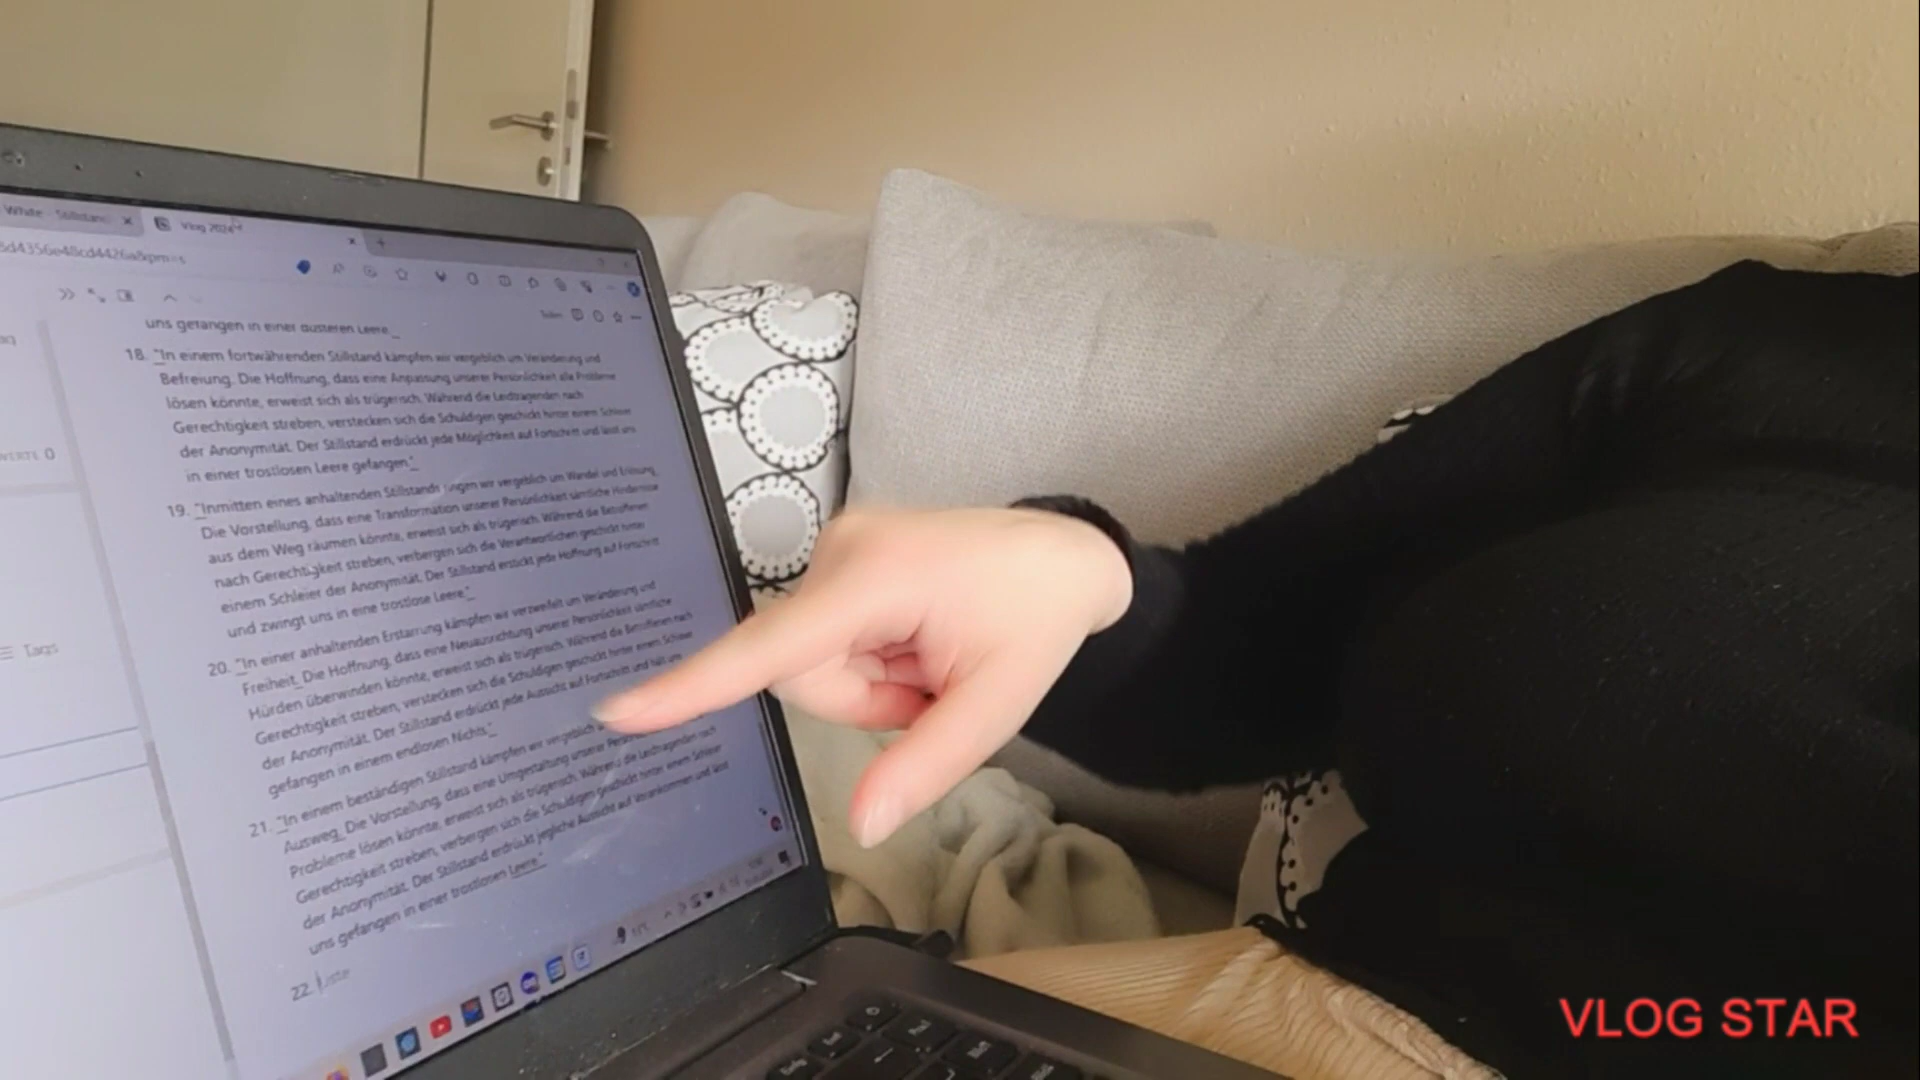 White - Stillstan
Vlog 2024
uns gefangen in einer düsteren Leere.
18. "In einem fortwährenden Stillstand kämpfen wir vergeblich um Veränderung und
Befreiung. Die Hoffnung, dass eine Anpassung unserer Persönlichkeit alle Probleme
lösen könnte, erweist sich als trügerisch. Während die Leidtragenden nach
Gerechtigkeit streben, verstecken sich die Schuldigen geschickt hinter einem Schleier
der Anonymität. Der Stillstand erdrückt jede Möglichkeit auf Fortschritt und lässt uns
in einer trostlosen Leere gefangen."
19. "Inmitten eines anhaltenden Stillstands ringen wir vergeblich um Wandel und Erlösung.
Die Vorstellung, dass eine Transformation unserer Persönlichkeit sämtliche Hindernisse
aus dem Weg räumen könnte, erweist sich als trügerisch. Während die Betroffenen
nach Gerechtigkeit streben, verbergen sich die Verantwortlichen geschickt hinter
einem Schleier der Anonymität. Der Stillstand erstickt jede Hoffnung auf Fortschritt
und zwingt uns in eine trostlose Leere."
20. "In einer anhaltenden Erstarrung kämpfen wir verzweifelt um Veränderung und
Freiheit. Die Hoffnung, dass eine Neuausrichtung unserer Persönlichkeit sämtliche
Hürden überwinden könnte, erweist sich als trügerisch. Während die Betroffenen nach
Gerechtigkeit streben, verstecken sich die Schuldigen geschickt hinter einem Schleier
der Anonymität. Der Stillstand erdrückt jede Aussicht auf Fortschritt und hält uns
gefangen in einem endlosen Nichts."
21. "In einem beständigen Stillstand kämpfen wir vergeblich
Ausweg. Die Vorstellung, dass eine Umgestaltung unserer
Probleme lösen könnte, erweist sich als trügerisch. Während die Leidtragenden nach
Gerechtigkeit streben, verbergen sich die Schuldigen geschickt hinter einem Schleier
der Anonymität. Der Stillstand erdrückt jegliche Aussicht auf Vorankommen und lässt
uns gefangen in einer trostlosen Leere."
22. Liste
Tags
Teilen
VLOG STAR